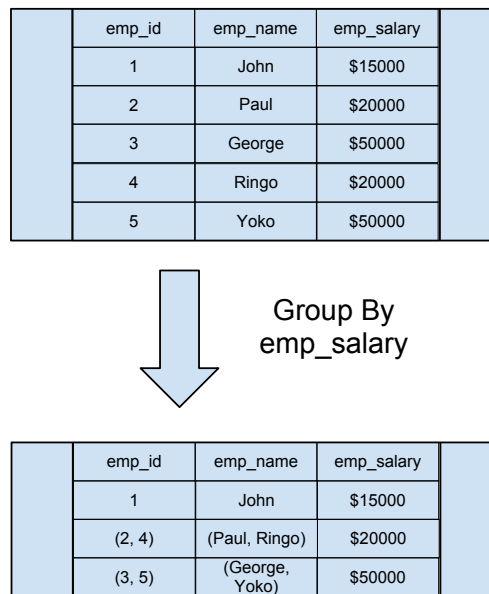 emp_id emp_name emp_salary
1 John $15000
2 Paul $20000
3 George $50000
4 Ringo $20000
5 Yoko $50000
Group By
emp_salary
emp_id emp_name emp_salary
1 John $15000
(2, 4) (Paul, Ringo) $20000
(3, 5) (George, Yoko) $50000